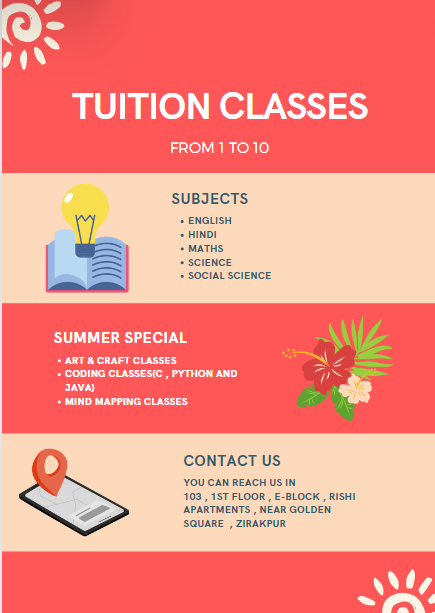 TUITION CLASSES
FROM 1 TO 10
SUBJECTS
• ENGLISH
• HINDI
• MATHS
• SCIENCE
• SOCIAL SCIENCE
SUMMER SPECIAL
• ART & CRAFT CLASSES
• CODING CLASSES(C , PYTHON AND
JAVA)
• MIND MAPPING CLASSES
CONTACT US
YOU CAN REACH US IN
103 , 1ST FLOOR , E-BLOCK , RISHI
APARTMENTS , NEAR GOLDEN
SQUARE , ZIRAKPUR